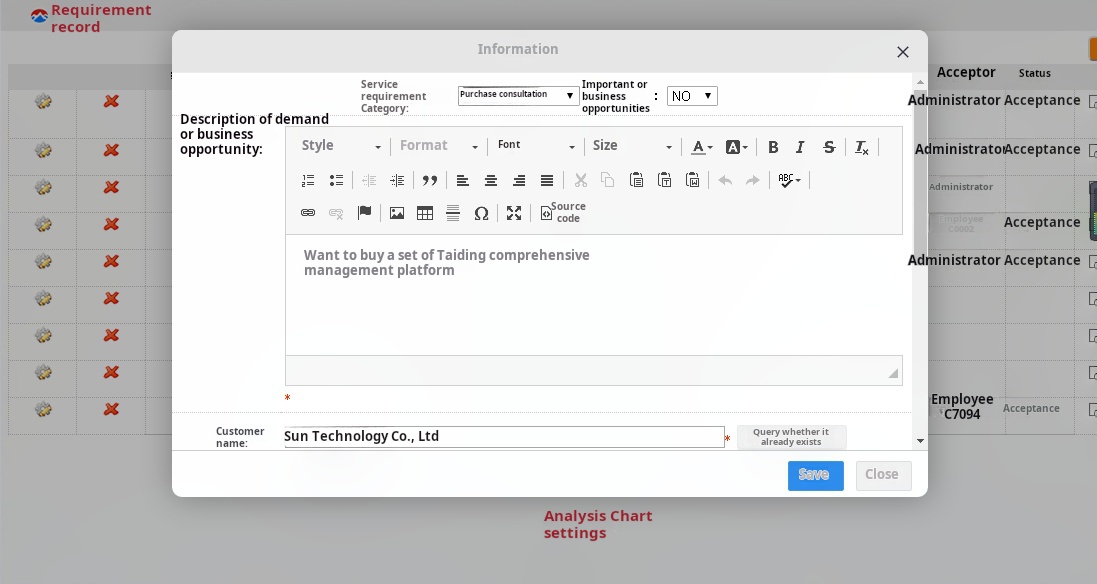 Requirement
record
Information
Acceptor
Status
Service
requirement
Category:
Purchase consultation
Important or
business
opportunities
:
NO
Administrator
Acceptance
Description of demand
or business
opportunity:
Style
Format
Font
Size
A
A
B
I
S
Tx
Administrator
Acceptance
ABC
Administrator
Source
code
Employee
C0002
Acceptance
Want to buy a set of Taiding comprehensive
management platform
Administrator
Acceptance
*
Employee
C7094
Acceptance
Customer
name:
Sun Technology Co., Ltd
*
Query whether it
already exists
Save
Close
Analysis Chart
settings